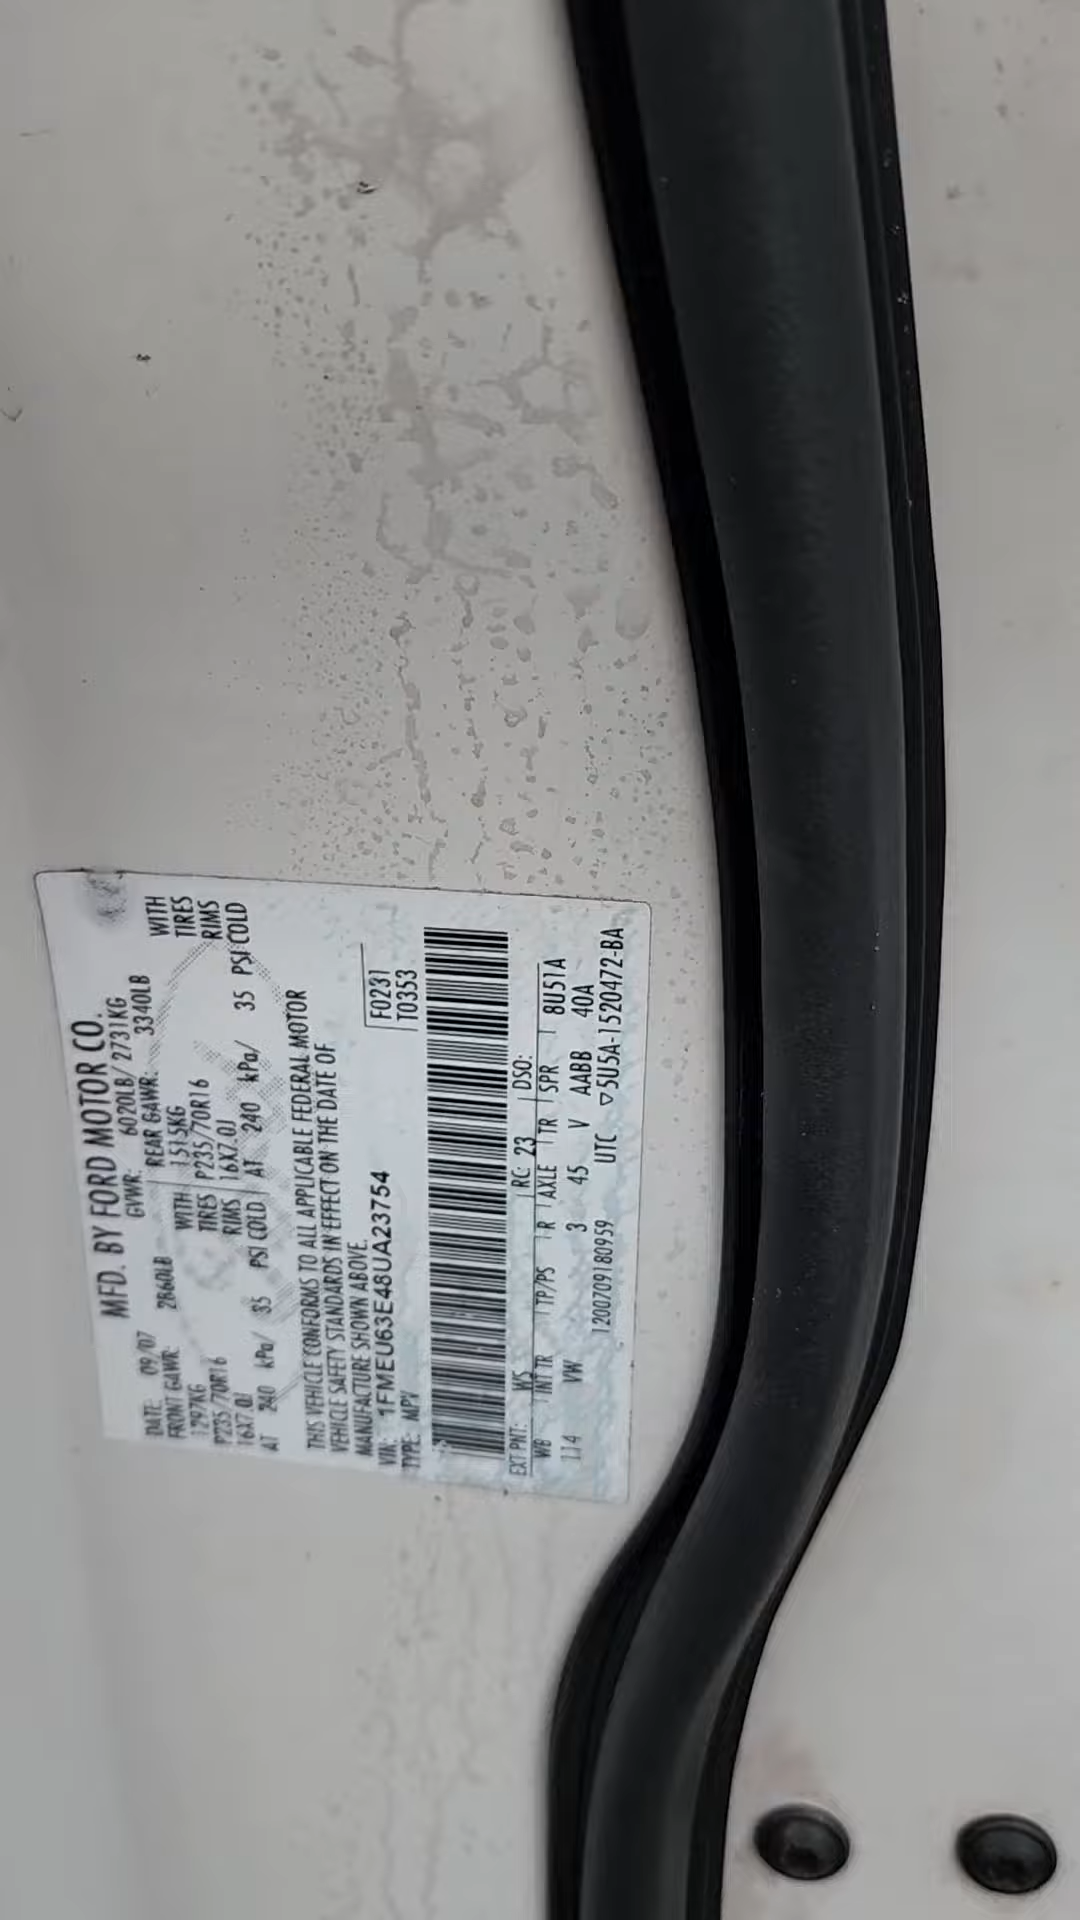 MFD. BY FORD MOTOR CO.
DATE: 09/07 GVWR: 6020LB/ 2731KG
FRONT GAWR: 2860LB REAR GAWR: 3340LB
1297KG WITH 1515KG WITH
P235/70R16 TIRES P235/70R16 TIRES
16X7.0J RIMS 16X7.0J RIMS
AT 240 kPa/ 35 PSI COLD AT 240 kPa/ 35 PSI COLD
THIS VEHICLE CONFORMS TO ALL APPLICABLE FEDERAL MOTOR
VEHICLE SAFETY STANDARDS IN EFFECT ON THE DATE OF
MANUFACTURE SHOWN ABOVE.
VIN: 1FMEU63E48UA23754 F0231
TYPE: MPV T0353
EXT PNT: WS RC: 23 DSO:
WB INT TR TP/PS R AXLE TR SPR 8U51A
114 VW 3 45 V AABB 40A
1200709180959 UTC ▽5U5A-1520472-BA